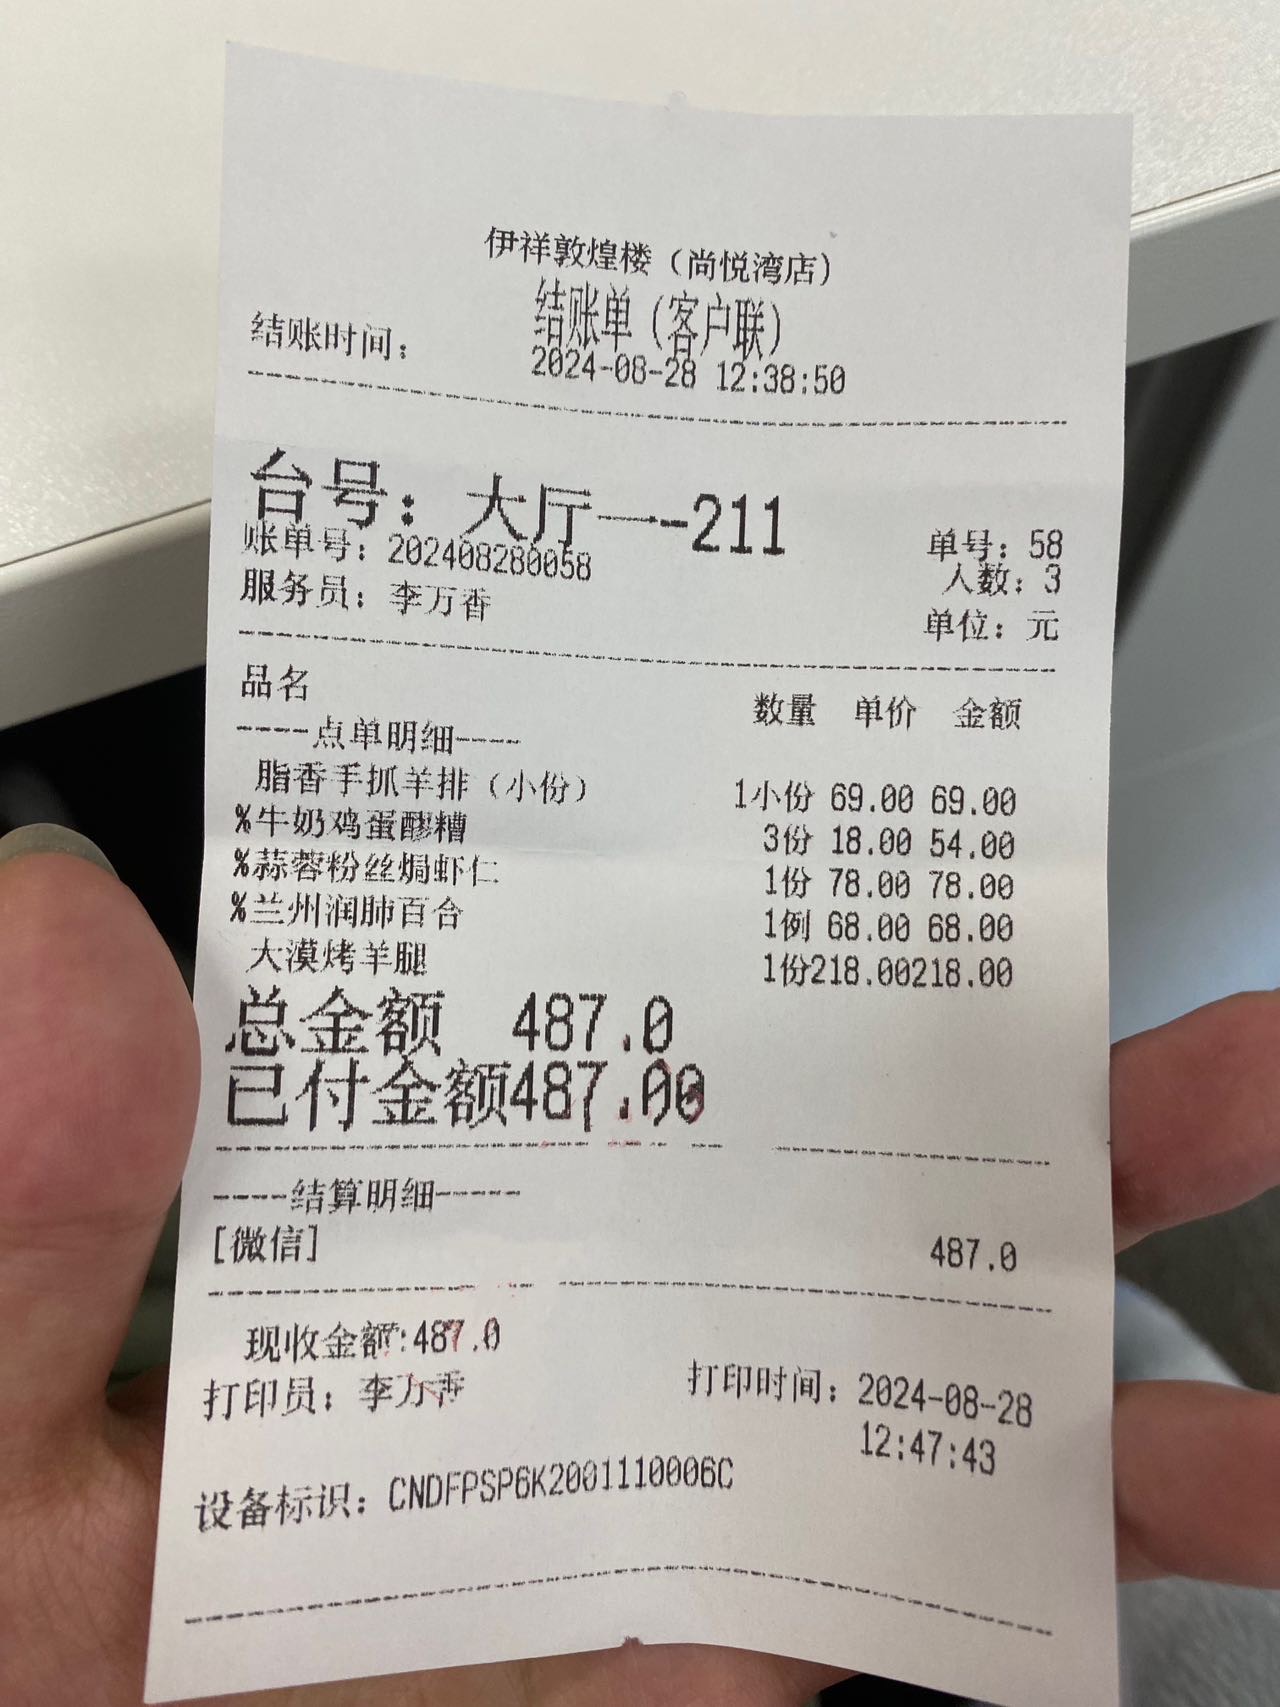 伊祥敦煌楼（尚悦湾店）
结账单（客户联）
结账时间： 2024-08-28 12:38:50
台号：大厅一-211
账单号：202408280058 单号：58
服务员：李万香 人数：3
单位：元
品名 数量 单价 金额
----点单明细----
脂香手抓羊排（小份） 1小份 69.00 69.00
%牛奶鸡蛋醪糟 3份 18.00 54.00
%蒜蓉粉丝焗虾仁 1份 78.00 78.00
%兰州润肺百合 1例 68.00 68.00
大漠烤羊腿 1份218.00218.00
总金额 487.0
已付金额487.00
----结算明细-----
[微信] 487.0
现收金额:487.0
打印员：李万香 打印时间：2024-08-28
12:47:43
设备标识：CNDFPSP6K2001110006C